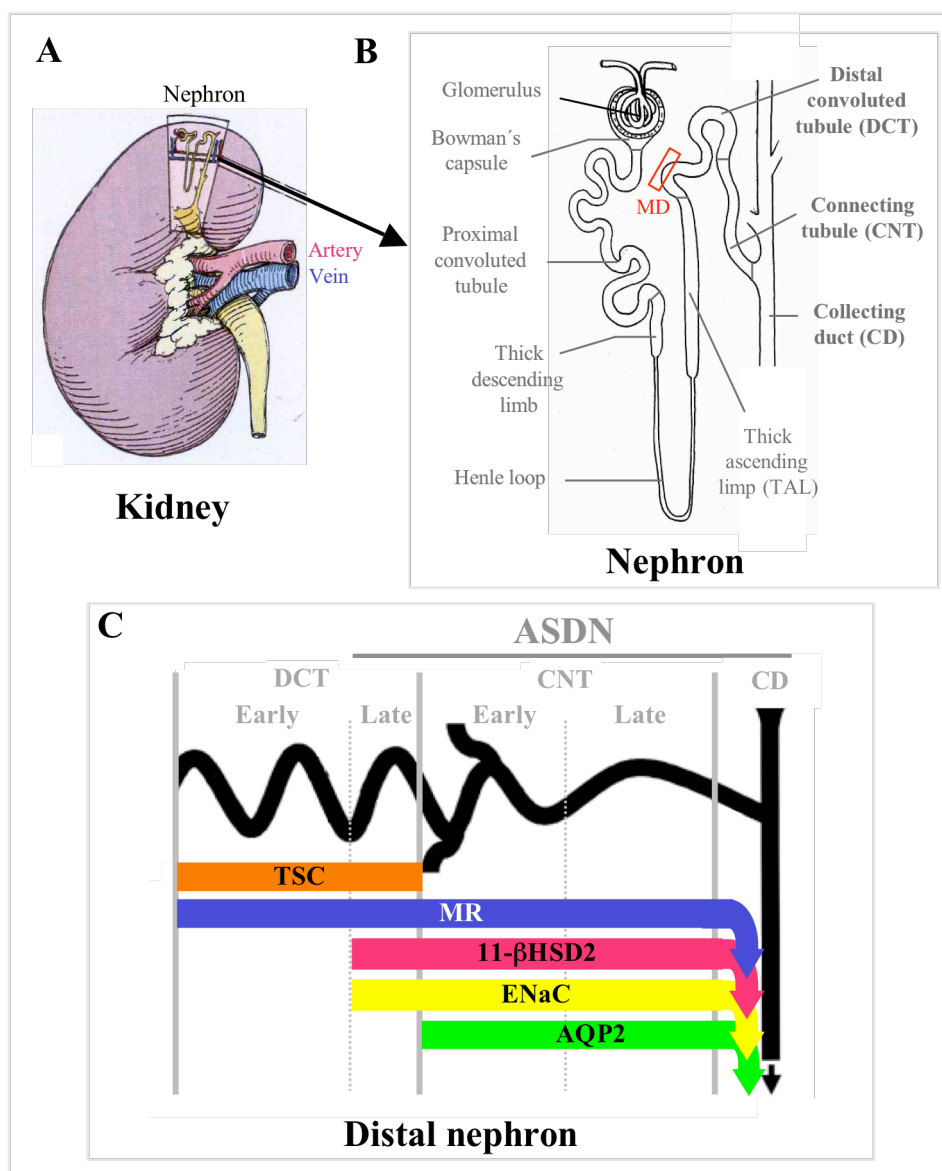 A
Nephron
Artery
Vein
Kidney
B
Glomerulus
Bowman´s
capsule
Proximal
convoluted
tubule
Thick
descending
limb
Henle loop
MD
Distal
convoluted
tubule (DCT)
Connecting
tubule (CNT)
Collecting
duct (CD)
Thick
ascending
limp (TAL)
Nephron
C
ASDN
DCT CNT CD
Early Late Early Late
TSC
MR
11-βHSD2
ENaC
AQP2
Distal nephron